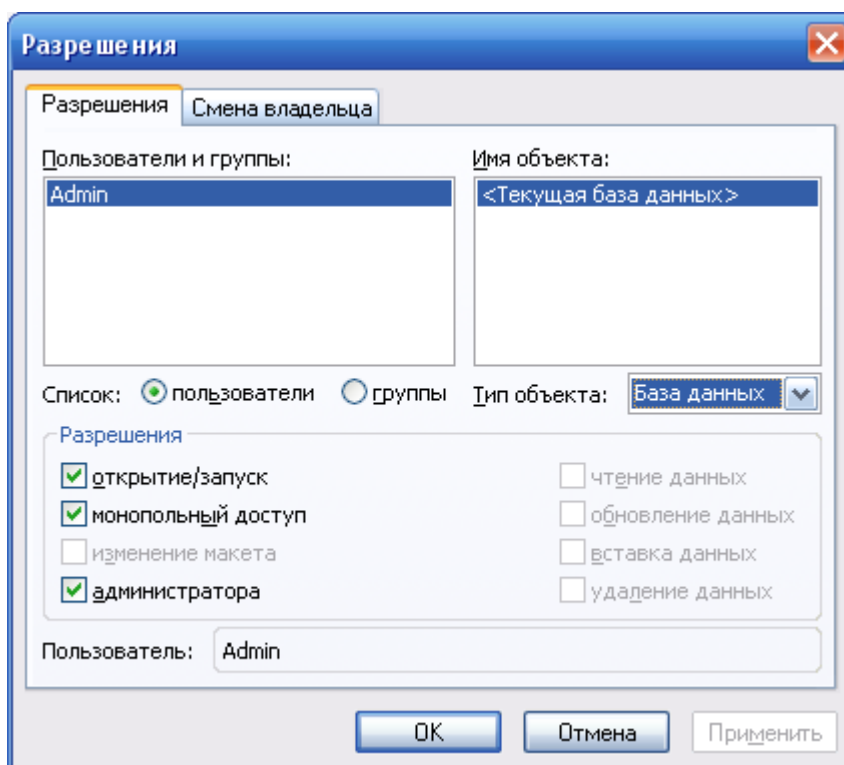 Разрешения
Разрешения Смена владельца
Пользователи и группы: Имя объекта:
Admin <Текущая база данных>
Список: пользователи группы Тип объекта: База данных
Разрешения
открытие/запуск чтение данных
монопольный доступ обновление данных
изменение макета вставка данных
администратора удаление данных
Пользователь: Admin
ОК Отмена Применить